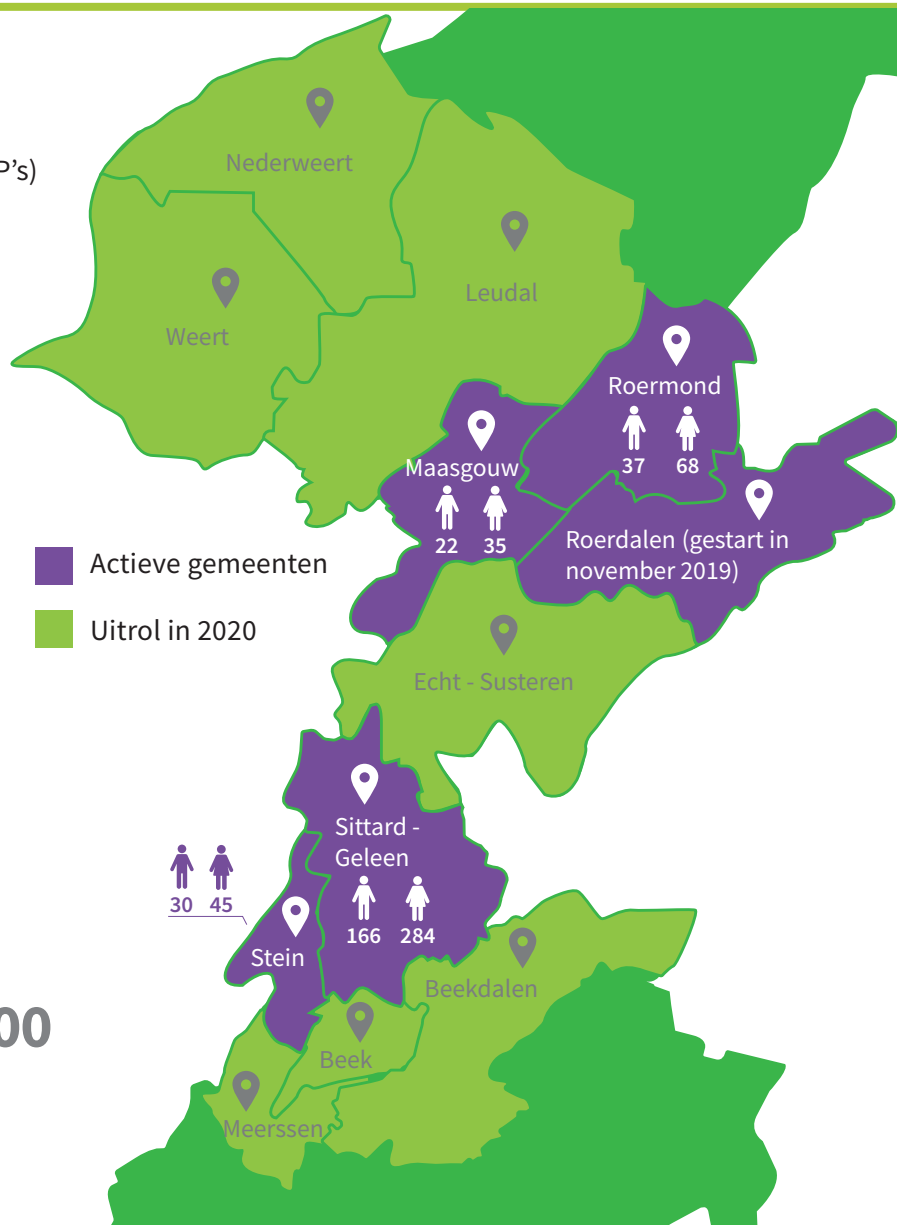 P's)
Nederweert
Leudal
Weert
Roermond
37 68
Maasgouw
22 35
Roerdalen (gestart in
november 2019)
Actieve gemeenten
Uitrol in 2020
Echt - Susteren
Sittard -
Geleen
166 284
30 45
Stein
Beekdalen
00
Beek
Meerssen